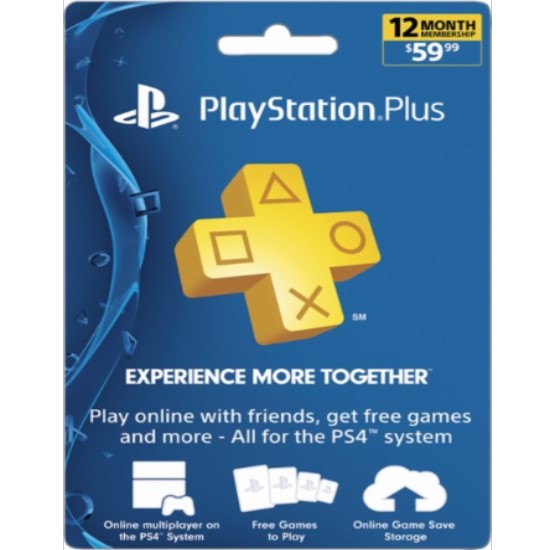 12 MONTH
MEMBERSHIP
$59.99
PlayStation.Plus
SM
EXPERIENCE MORE TOGETHER™
Play online with friends, get free games
and more - All for the PS4™ system
Online multiplayer on
the PS4™ System
Free Games
to Play
Online Game Save
Storage